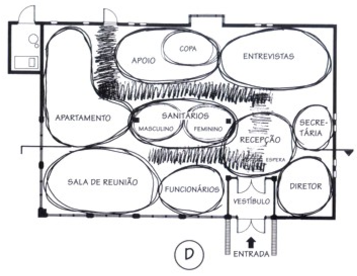 COPA
APOIO
ENTREVISTAS
APARTAMENTO
SANITÁRIOS
MASCULINO
FEMININO
SECRE-
TÁRIA
RECEPÇÃO
ESPERA
SALA DE REUNIÃO
FUNCIONÁRIOS
VESTÍBULO
DIRETOR
D
ENTRADA